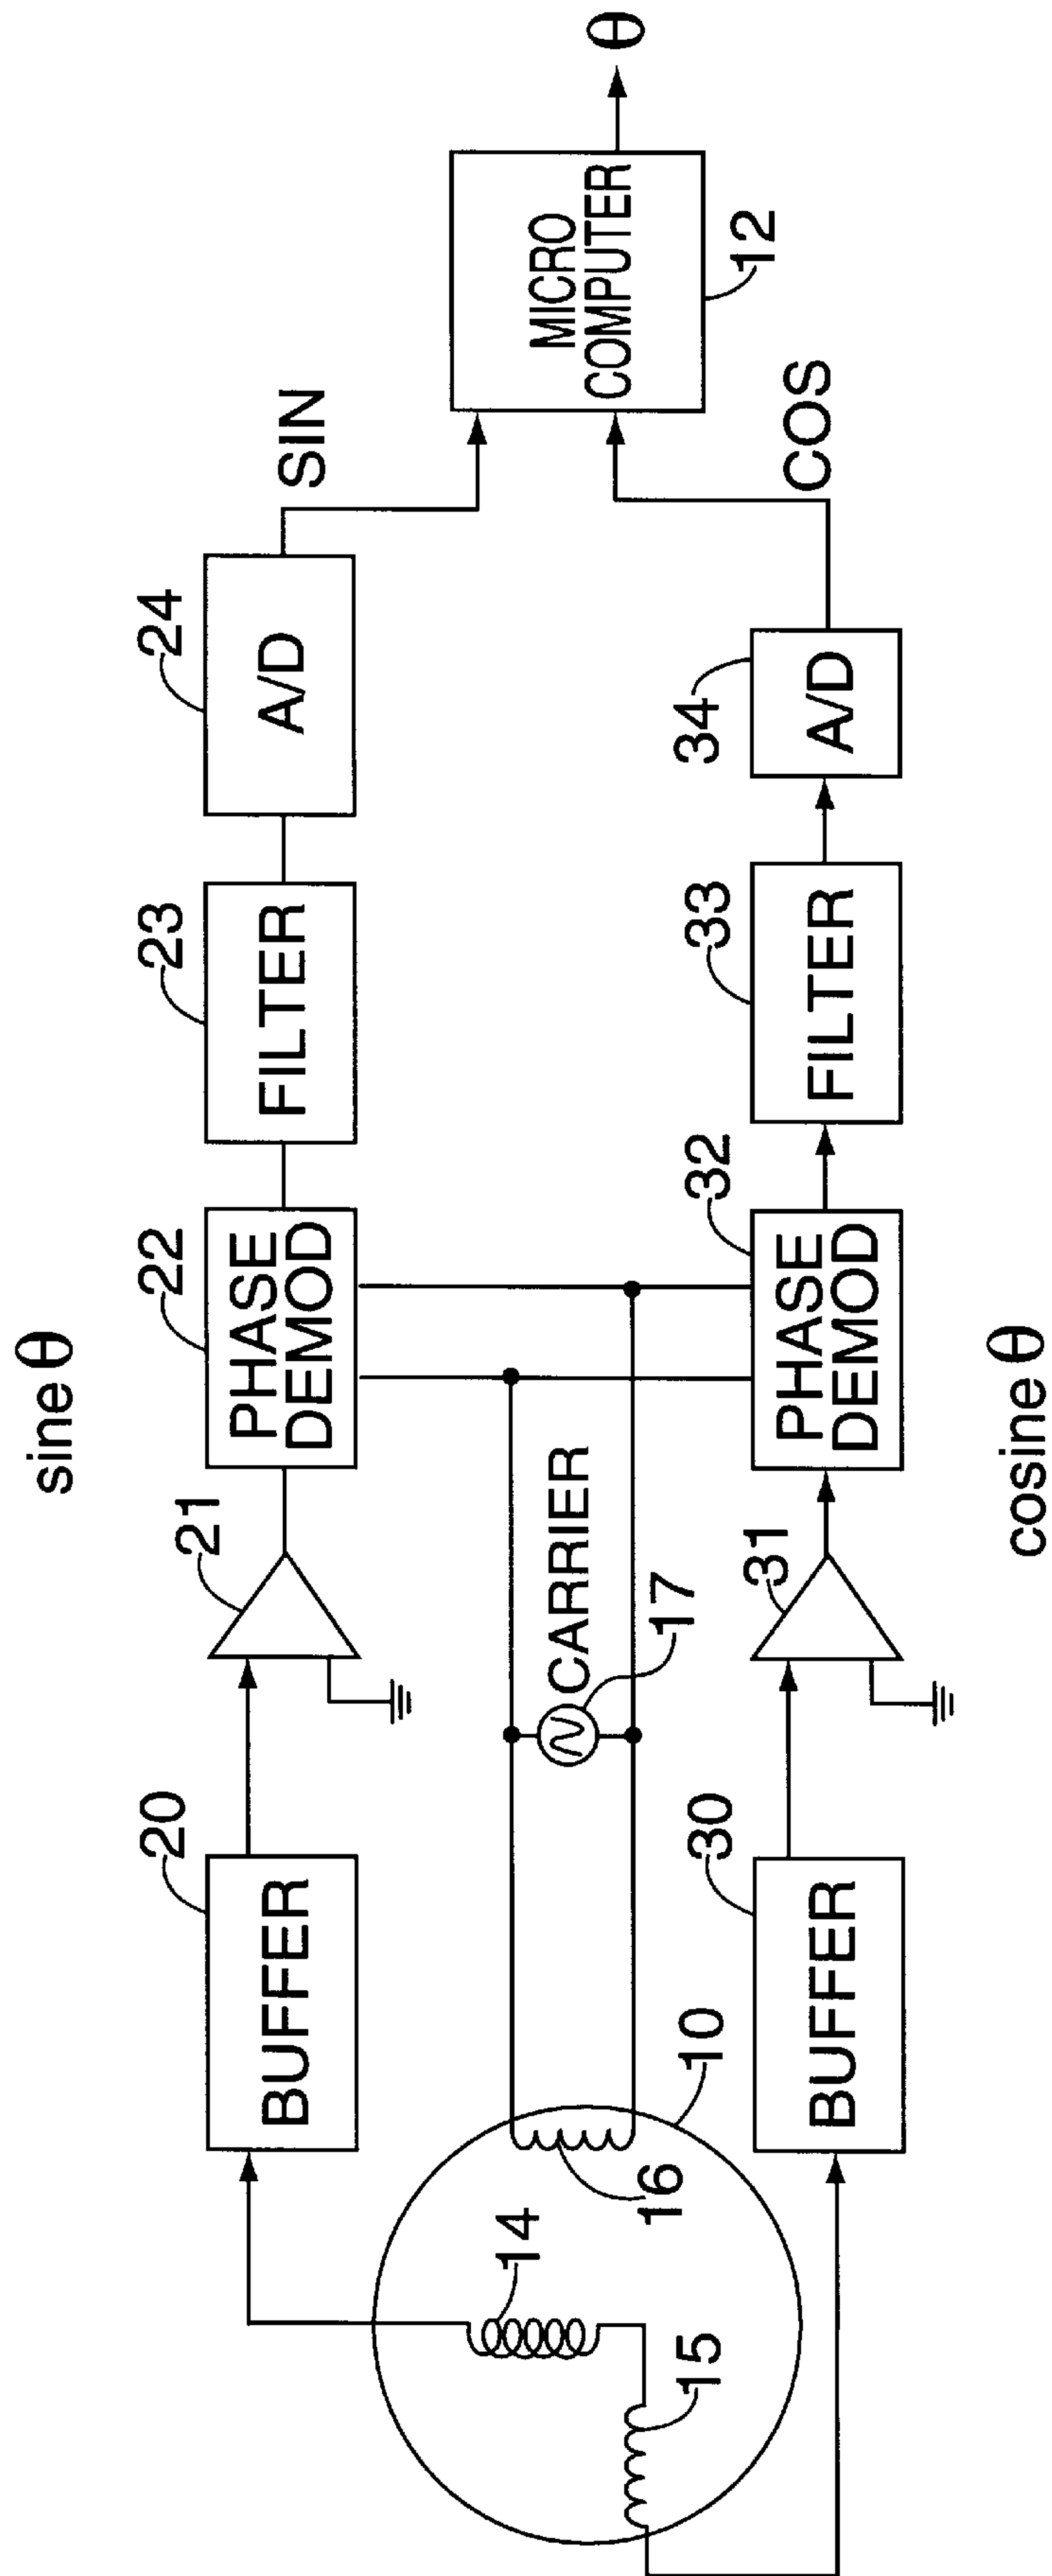 sine θ
20
BUFFER
21
22
PHASE
DEMOD
23
FILTER
24
A/D
SIN
14
15
16
10
17
CARRIER
MICRO
COMPUTER
12
θ
30
BUFFER
31
32
PHASE
DEMOD
33
FILTER
34
A/D
COS
cosine θ